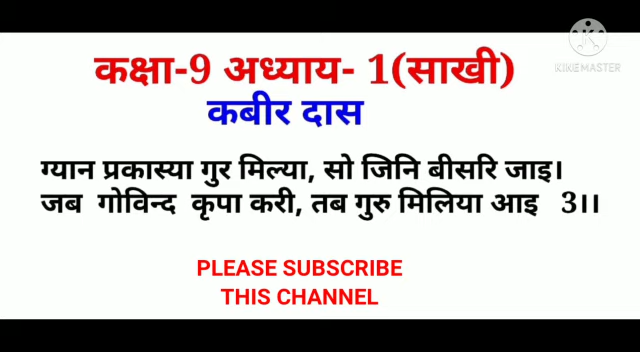 KINEMASTER
कक्षा-9 अध्याय- 1(साखी)
कबीर दास
ग्यान प्रकास्या गुर मिल्या, सो जिनि बीसरि जाइ।
जब गोविन्द कृपा करी, तब गुरु मिलिया आइ 3।।
PLEASE SUBSCRIBE
THIS CHANNEL